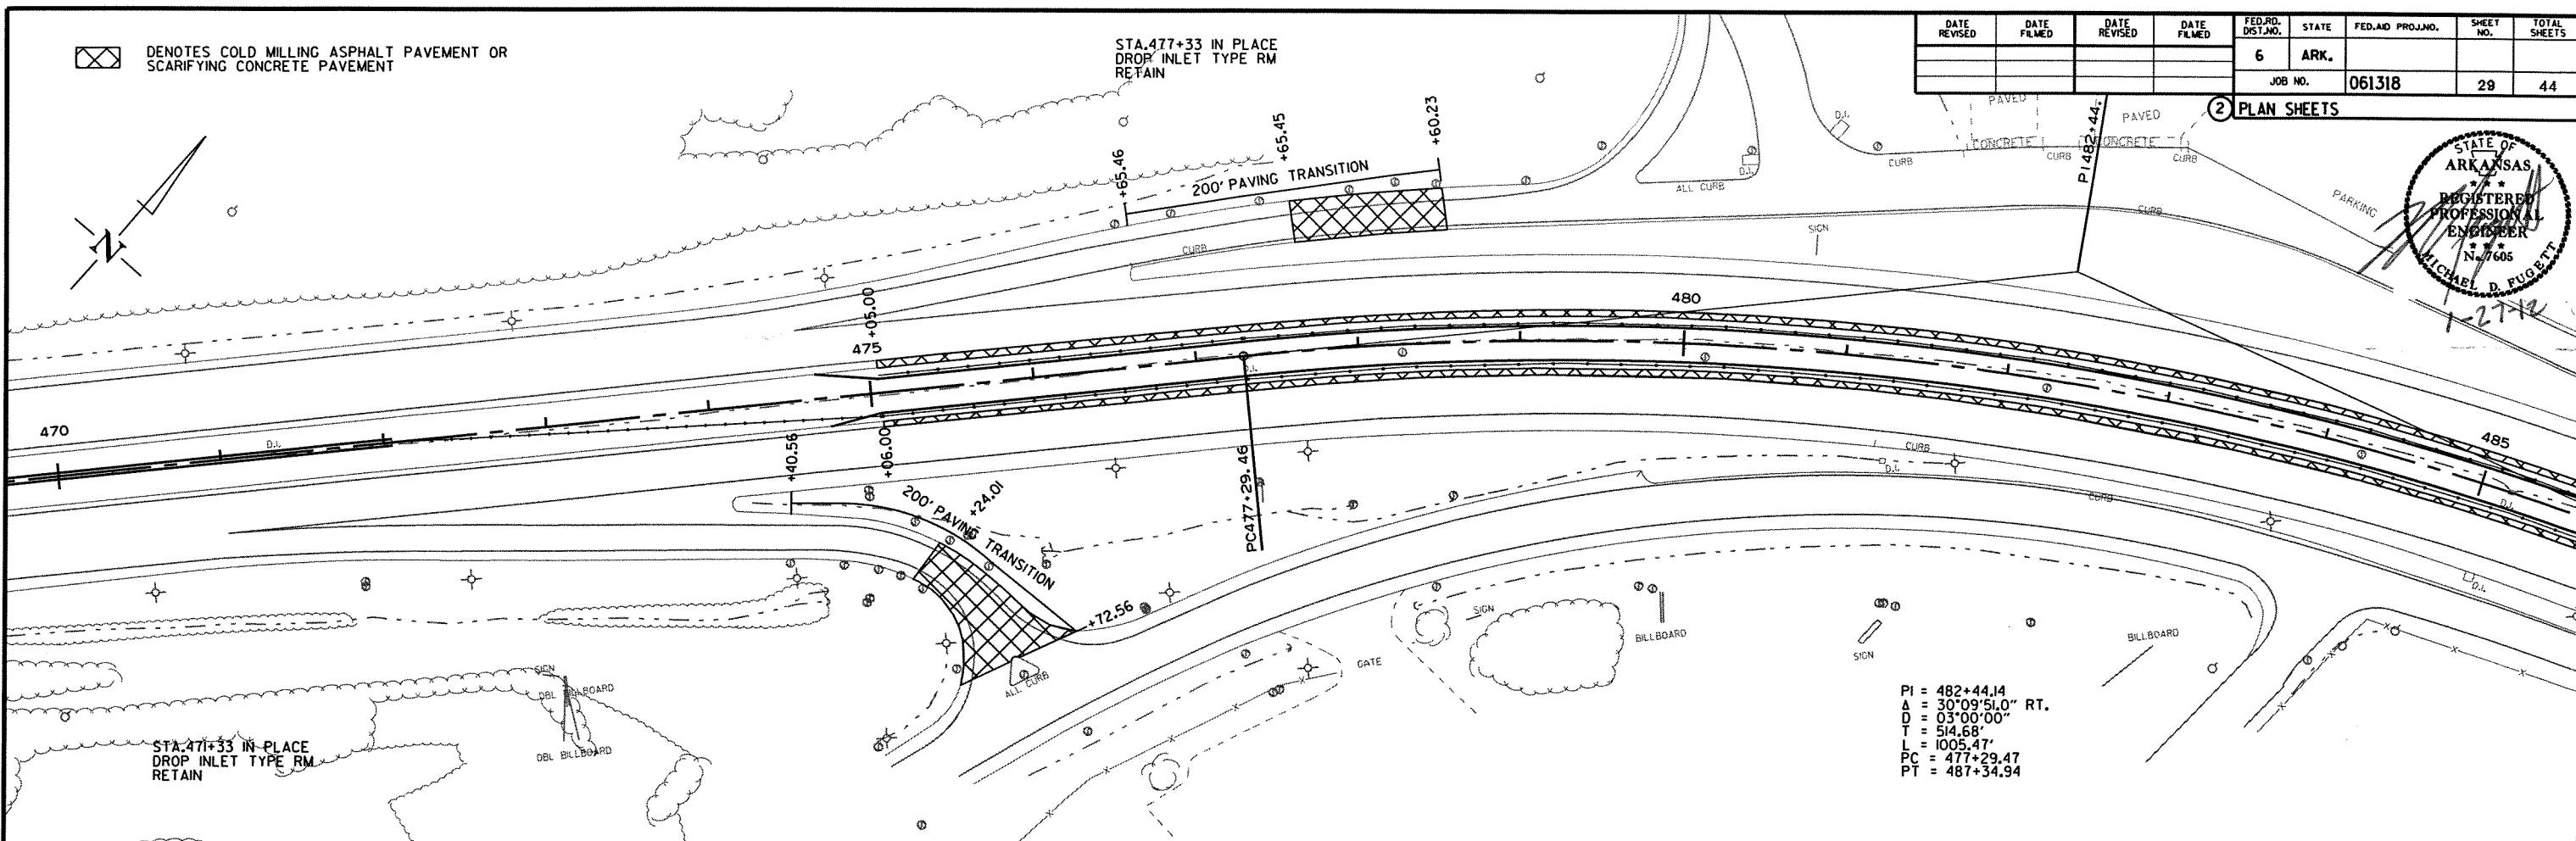 DENOTES COLD MILLING ASPHALT PAVEMENT OR
SCARIFYING CONCRETE PAVEMENT
STA.477+33 IN PLACE
DROP INLET TYPE RM
RETAIN
DATE REVISED
DATE FILMED
DATE REVISED
DATE FILMED
FED.RD. DIST.NO.
STATE
FED.AID PROJ.NO.
SHEET NO.
TOTAL SHEETS
6
ARK.
JOB NO.
061318
29
44
2 PLAN SHEETS
STATE OF
ARKANSAS
REGISTERED
PROFESSIONAL
ENGINEER
No. 7605
MICHAEL D. FUGETT
1-27-12
N
+65.46
200' PAVING TRANSITION
+65.45
+60.23
CURB
ALL CURB
D.I.
D.I.
CURB
PAVED
CONCRETE
CURB
PI 482+44.
PAVED
CONCRETE
CURB
PARKING
CURB
SIGN
470
D.I.
475
+05.00
480
485
D.I.
D.I.
+40.56
+06.00
200' PAVING TRANSITION
+24.01
+72.56
PC477+29.46
CURB
D.I.
CURB
D.I.
ALL CURB
GATE
SIGN
BILLBOARD
SIGN
BILLBOARD
SIGN
DBL BILLBOARD
DBL BILLBOARD
STA.471+33 IN PLACE
DROP INLET TYPE RM
RETAIN
PI = 482+44.14
Δ = 30°09'51.0" RT.
D = 03°00'00"
T = 514.68'
L = 1005.47'
PC = 477+29.47
PT = 487+34.94